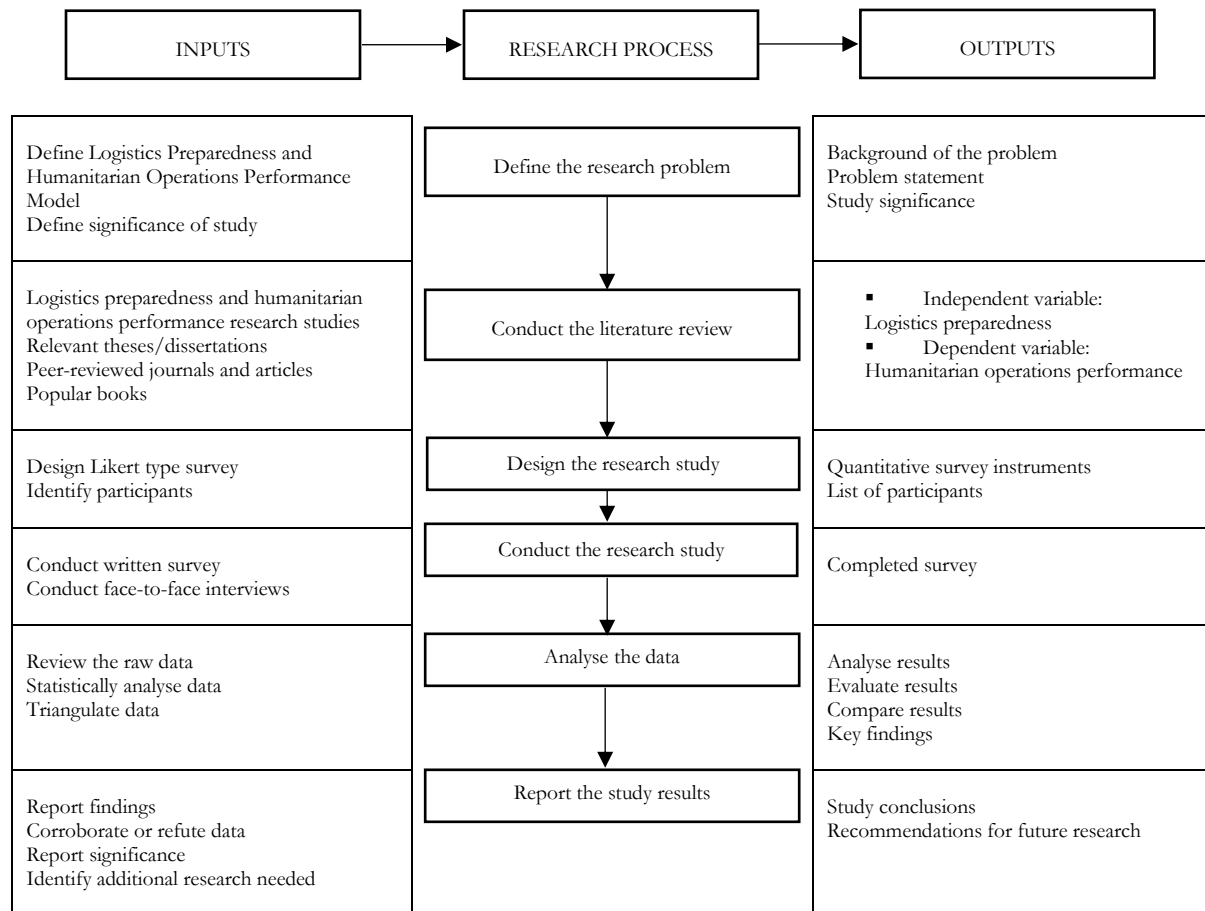 INPUTS
RESEARCH PROCESS
OUTPUTS
Define Logistics Preparedness and
Humanitarian Operations Performance
Model
Define significance of study
Define the research problem
Background of the problem
Problem statement
Study significance
Logistics preparedness and humanitarian
operations performance research studies
Relevant theses/dissertations
Peer-reviewed journals and articles
Popular books
Conduct the literature review
▪ Independent variable:
Logistics preparedness
▪ Dependent variable:
Humanitarian operations performance
Design Likert type survey
Identify participants
Design the research study
Quantitative survey instruments
List of participants
Conduct written survey
Conduct face-to-face interviews
Conduct the research study
Completed survey
Review the raw data
Statistically analyse data
Triangulate data
Analyse the data
Analyse results
Evaluate results
Compare results
Key findings
Report findings
Corroborate or refute data
Report significance
Identify additional research needed
Report the study results
Study conclusions
Recommendations for future research